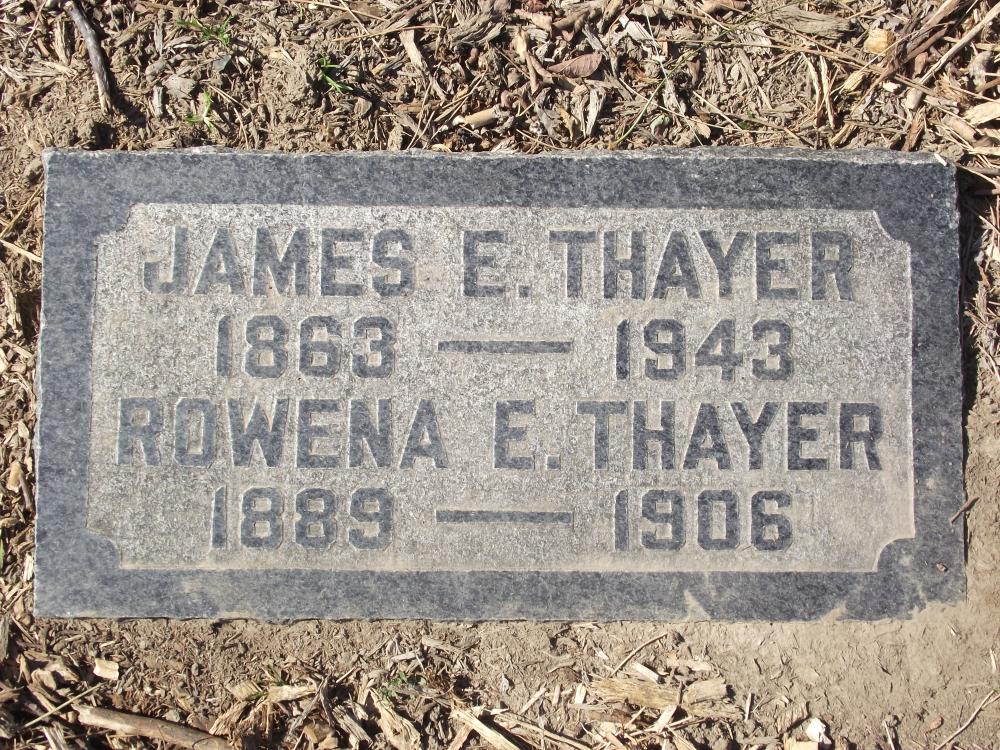 JAMES E. THAYER
1863 — 1943
ROWENA E. THAYER
1889 — 1906